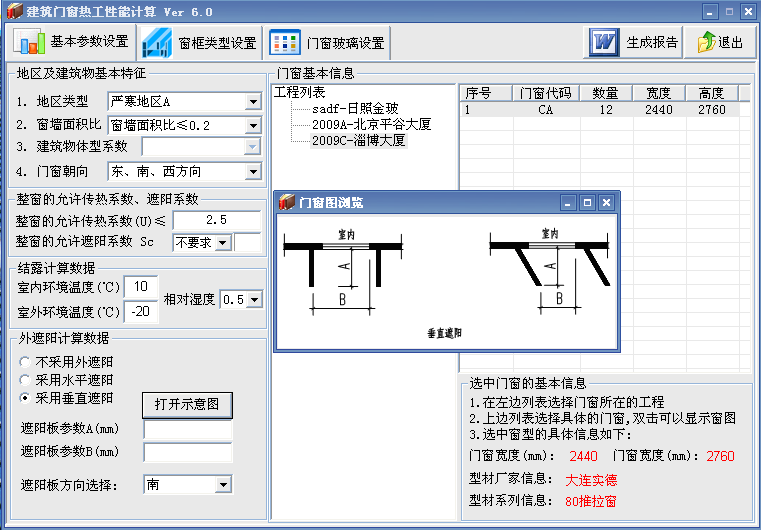 建筑门窗热工性能计算 Ver 6.0
基本参数设置
窗框类型设置
门窗玻璃设置
生成报告
退出
地区及建筑物基本特征
1. 地区类型 严寒地区A
2. 窗墙面积比 窗墙面积比≤0.2
3. 建筑物体型系数
4. 门窗朝向 东、南、西方向
整窗的允许传热系数、遮阳系数
整窗的允许传热系数(U)≤ 2.5
整窗的允许遮阳系数 Sc 不要求
结露计算数据
室内环境温度(℃) 10
相对湿度 0.5
室外环境温度(℃) -20
外遮阳计算数据
不采用外遮阳
采用水平遮阳
采用垂直遮阳
打开示意图
遮阳板参数A(mm)
遮阳板参数B(mm)
遮阳板方向选择: 南
门窗基本信息
工程列表
sadf-日照金玻
2009A-北京平谷大厦
2009C-淄博大厦
序号 门窗代码 数量 宽度 高度
1 CA 12 2440 2760
门窗图浏览
室内
A
B
室内
A
B
垂直遮阳
选中门窗的基本信息
1.在左边列表选择门窗所在的工程
2.上边列表选择具体的门窗,双击可以显示窗图
3.选中窗型的具体信息如下:
门窗宽度(mm): 2440 门窗宽度(mm): 2760
型材厂家信息: 大连实德
型材系列信息: 80推拉窗